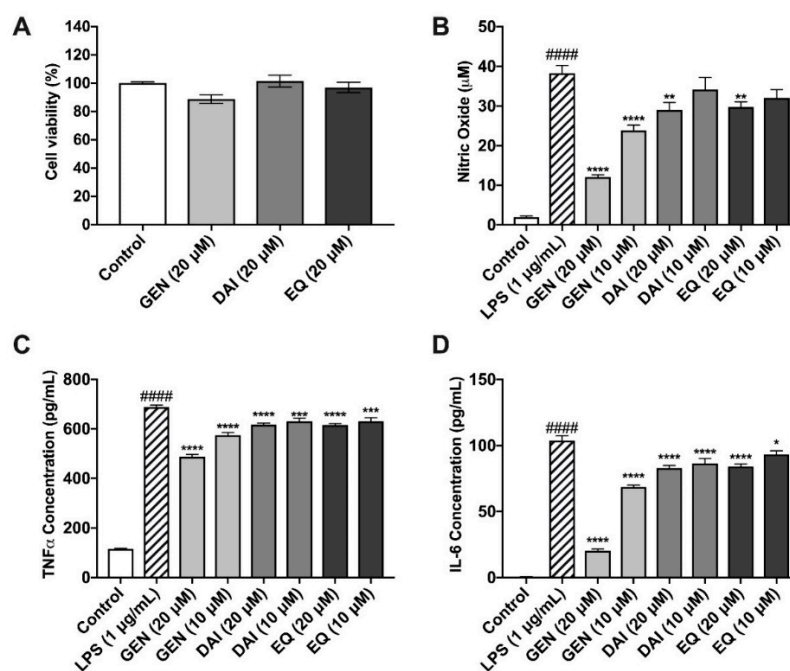 A
Cell viability (%)
140
120
100
80
60
40
20
0
Control
GEN (20 µM)
DAI (20 µM)
EQ (20 µM)
B
Nitric Oxide (µM)
50
40
30
20
10
0
####
****
****
**
**
Control
LPS (1 µg/mL)
GEN (20 µM)
GEN (10 µM)
DAI (20 µM)
DAI (10 µM)
EQ (20 µM)
EQ (10 µM)
C
TNFα Concentration (pg/mL)
800
600
400
200
0
####
****
****
****
***
****
***
Control
LPS (1 µg/mL)
GEN (20 µM)
GEN (10 µM)
DAI (20 µM)
DAI (10 µM)
EQ (20 µM)
EQ (10 µM)
D
IL-6 Concentration (pg/mL)
150
100
50
0
####
****
****
****
****
****
*
Control
LPS (1 µg/mL)
GEN (20 µM)
GEN (10 µM)
DAI (20 µM)
DAI (10 µM)
EQ (20 µM)
EQ (10 µM)